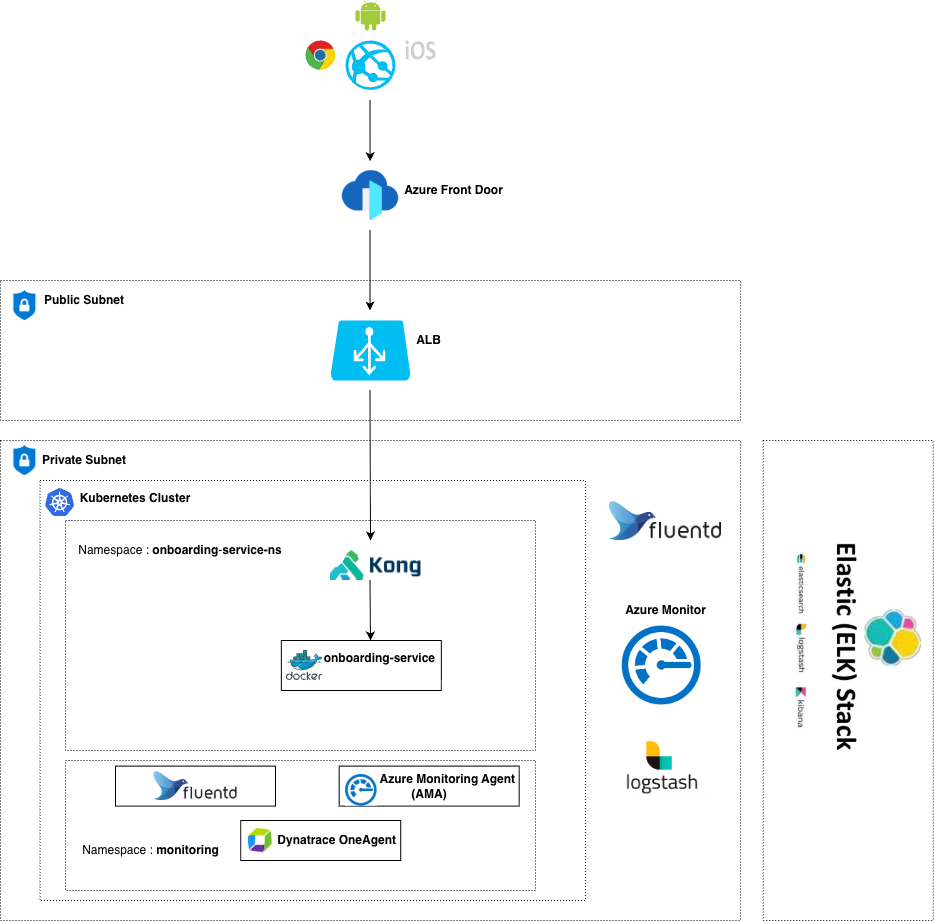 iOS
Azure Front Door
Public Subnet
ALB
Private Subnet
Kubernetes Cluster
Namespace : onboarding-service-ns
Kong
docker
onboarding-service
fluentd
Azure Monitor
logstash
fluentd
Azure Monitoring Agent
(AMA)
Dynatrace OneAgent
Namespace : monitoring
Elastic (ELK) Stack
elasticsearch
logstash
kibana